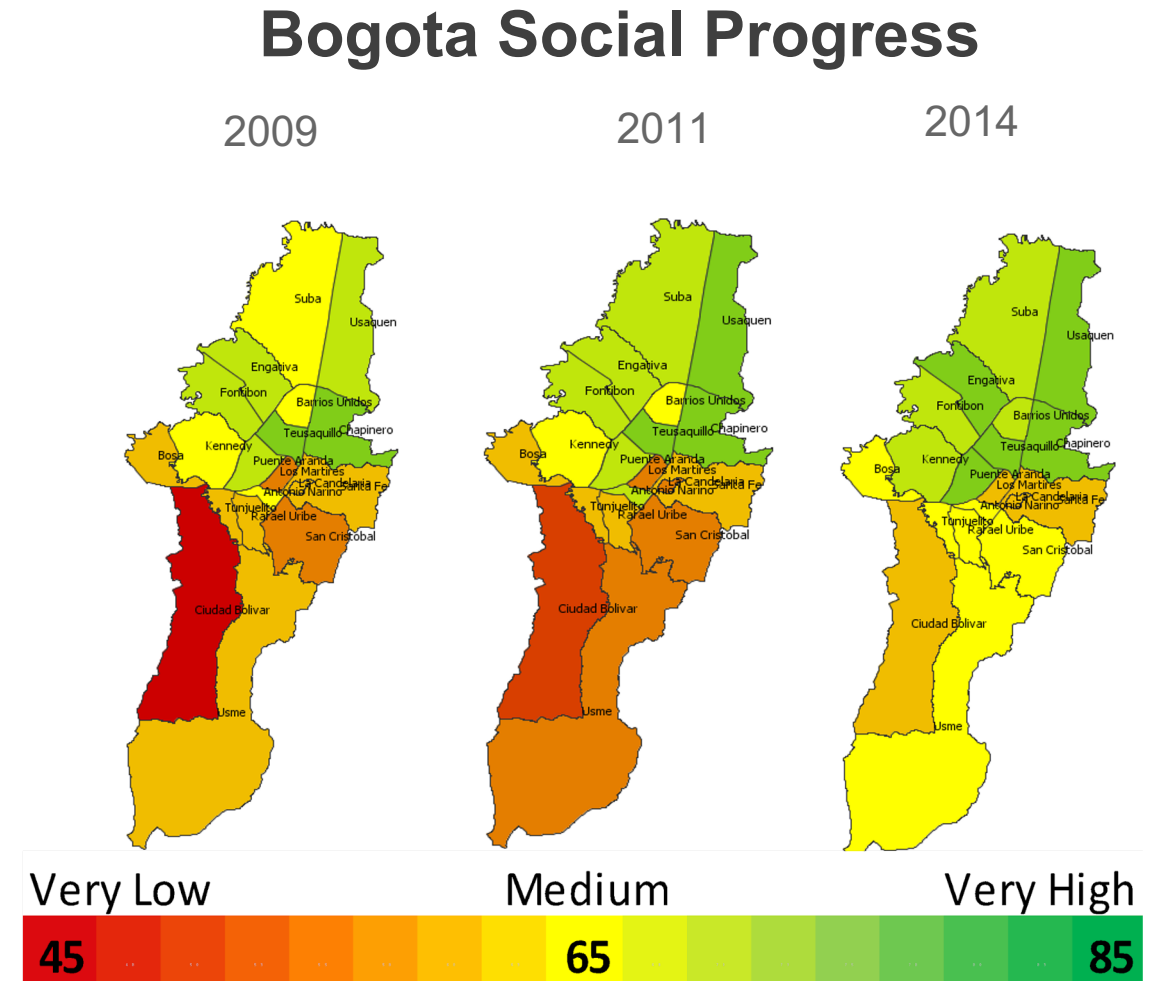 Bogota Social Progress
2009
2011
2014
Suba
Usaquen
Engativa
Fontibon
Barrios Unidos
Teusaquillo
Chapinero
Kennedy
Bosa
Puente Aranda
Los Martires
La Candelaria
Santa Fe
Antonio Narino
Tunjuelito
Rafael Uribe
San Cristobal
Ciudad Bolivar
Usme
Suba
Usaquen
Engativa
Fontibon
Barrios Unidos
Teusaquillo
Chapinero
Kennedy
Bosa
Puente Aranda
Los Martires
La Candelaria
Santa Fe
Antonio Narino
Tunjuelito
Rafael Uribe
San Cristobal
Ciudad Bolivar
Usme
Suba
Usaquen
Engativa
Fontibon
Barrios Unidos
Teusaquillo
Chapinero
Kennedy
Bosa
Puente Aranda
Los Martires
La Candelaria
Santa Fe
Antonio Narino
Tunjuelito
Rafael Uribe
San Cristobal
Ciudad Bolivar
Usme
Very Low Medium Very High
45 65 85